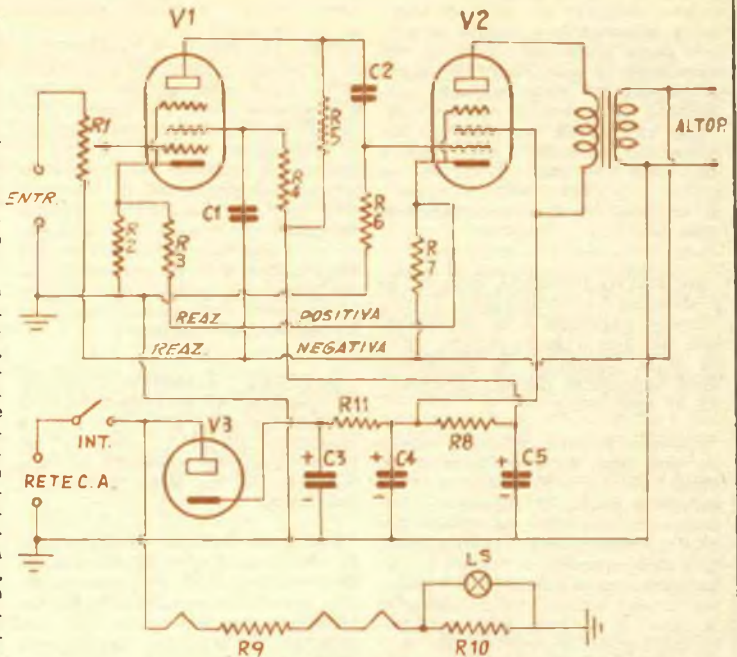 V1
V2
C2
R1
R5
ALTOP.
ENTR.
R4
C1
R2
R3
R6
R7
REAZ POSITIVA
REAZ. NEGATIVA
INT.
V3
R11
R8
+ C3 -
+ C4 -
+ C5 -
RETE C.A.
LS
R9
R10